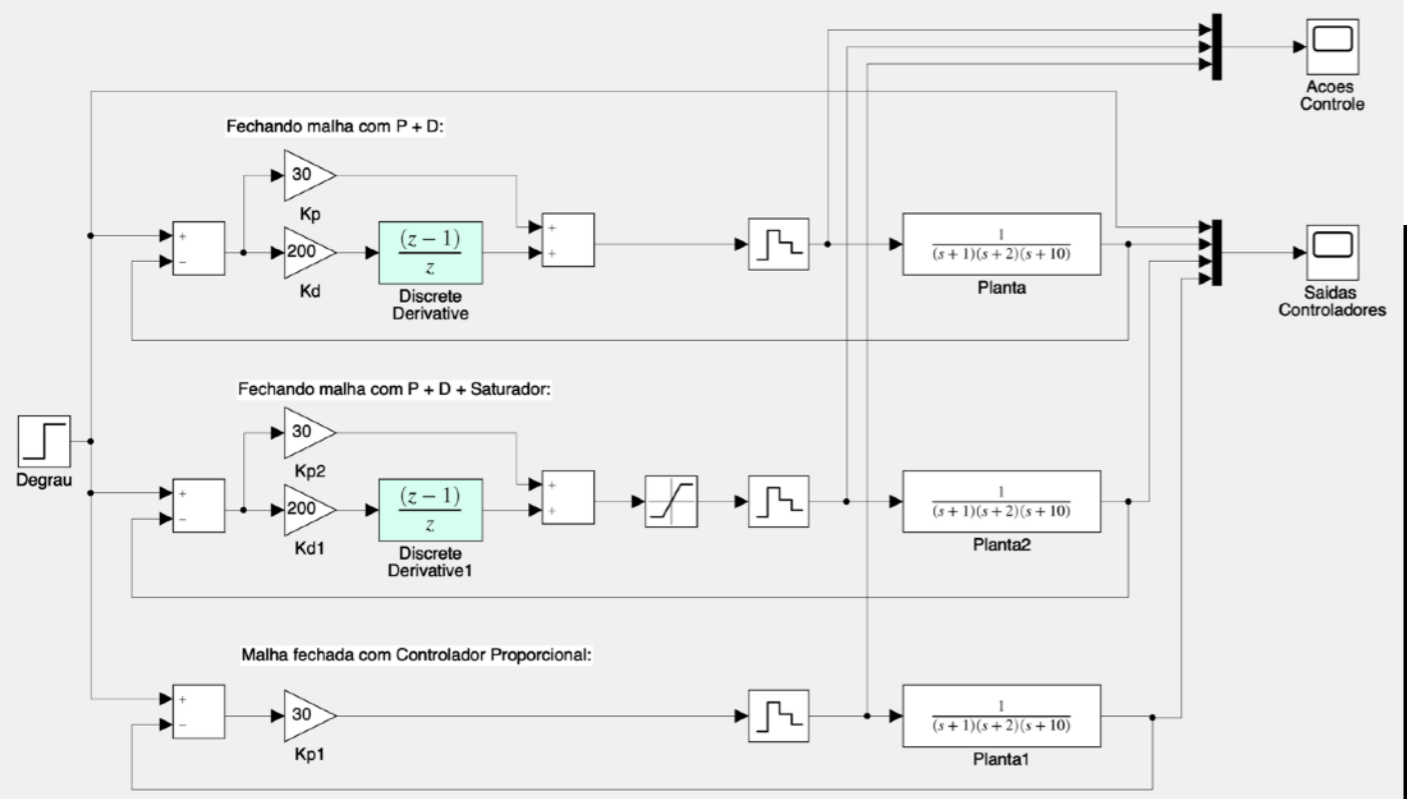 Acoes
Controle
Fechando malha com P + D:
30
Kp
+
−
200
Kd
(z − 1)
z
Discrete
Derivative
+
+
1
(s + 1)(s + 2)(s + 10)
Planta
Saidas
Controladores
Fechando malha com P + D + Saturador:
30
Kp2
Degrau
+
−
200
Kd1
(z − 1)
z
Discrete
Derivative1
+
+
1
(s + 1)(s + 2)(s + 10)
Planta2
Malha fechada com Controlador Proporcional:
+
−
30
Kp1
1
(s + 1)(s + 2)(s + 10)
Planta1